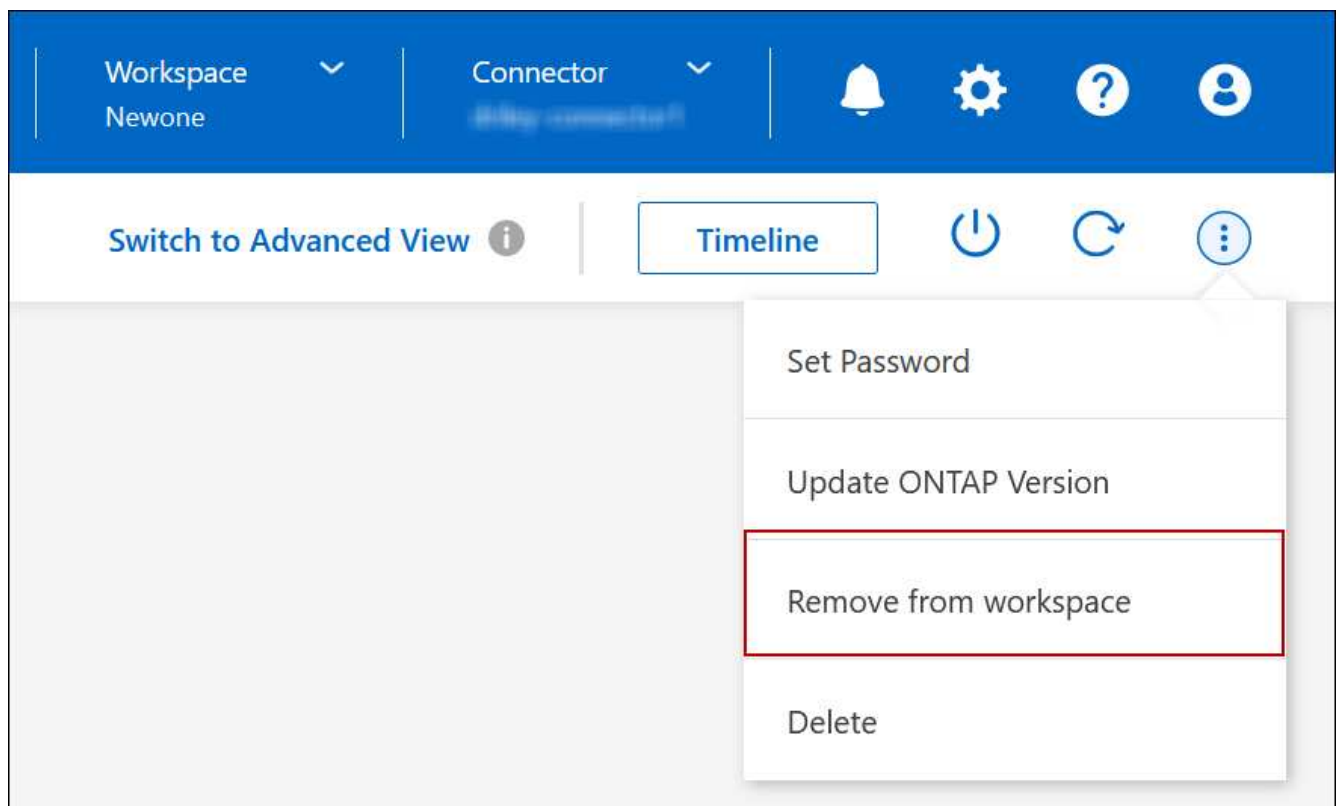 Workspace
Newone
Connector
Switch to Advanced View
Timeline
Set Password
Update ONTAP Version
Remove from workspace
Delete